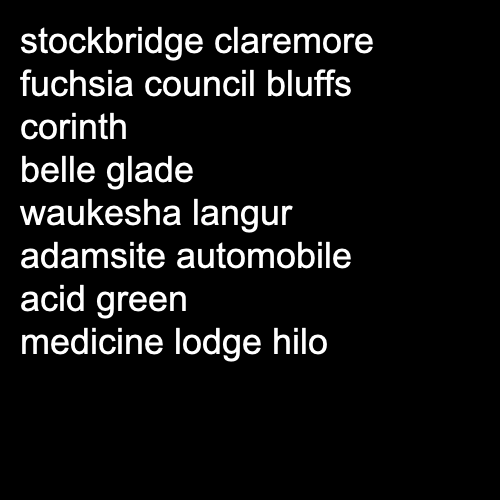 stockbridge claremore
fuchsia council bluffs
corinth
belle glade
waukesha langur
adamsite automobile
acid green
medicine lodge hilo